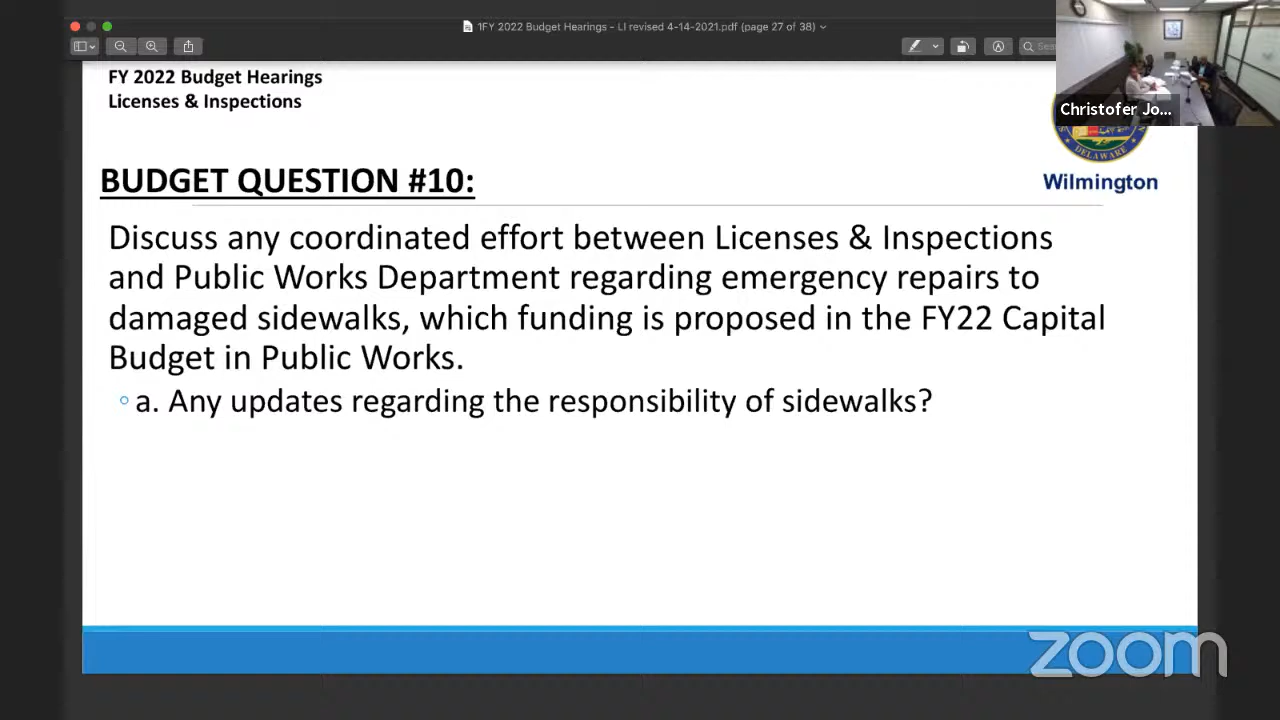 1FY 2022 Budget Hearings - LI revised 4-14-2021.pdf (page 27 of 38)
FY 2022 Budget Hearings
Licenses & Inspections
Christofer Jo...
DELAWARE
Wilmington
BUDGET QUESTION #10:
Discuss any coordinated effort between Licenses & Inspections
and Public Works Department regarding emergency repairs to
damaged sidewalks, which funding is proposed in the FY22 Capital
Budget in Public Works.
a. Any updates regarding the responsibility of sidewalks?
zoom